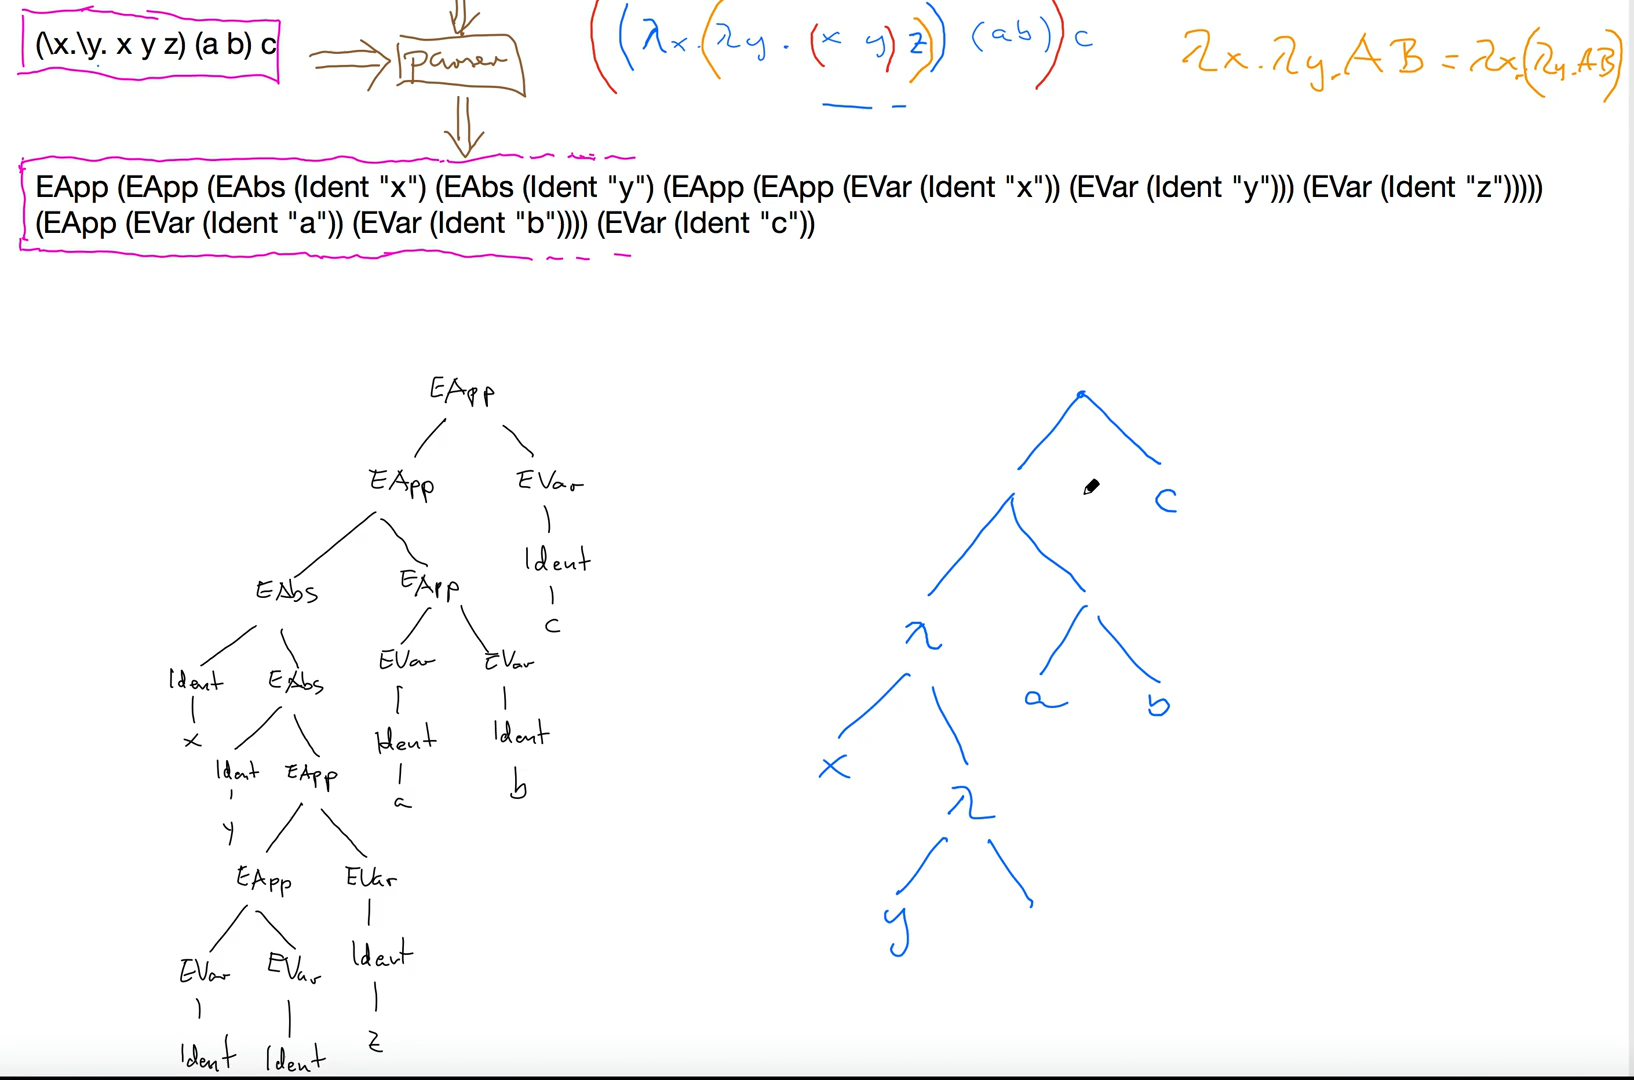 (\x.\y. x y z) (a b) c
parser
((λx.(λy. (x y) z)) (ab)) c
λx.λy.AB = λx.(λy.AB)
EApp (EApp (EAbs (Ident "x") (EAbs (Ident "y") (EApp (EApp (EVar (Ident "x")) (EVar (Ident "y"))) (EVar (Ident "z")))))
(EApp (EVar (Ident "a")) (EVar (Ident "b")))) (EVar (Ident "c"))
EApp
EApp EVar
Ident
EAbs EApp
c
EVar EVar
Ident EAbs
x
Ident Ident
Ident EApp
a b
y
EApp EVar
EVar EVar Ident
z
Ident Ident
c
λ
a b
x
λ
y